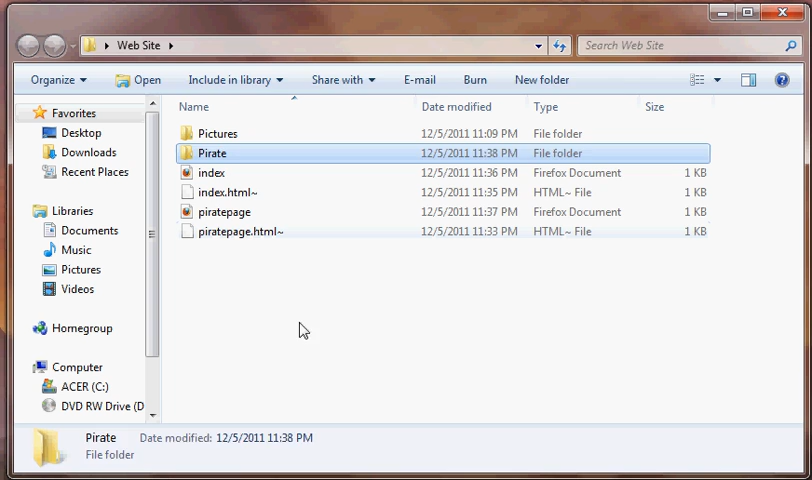 Web Site
Search Web Site
Organize Open Include in library Share with E-mail Burn New folder
Name Date modified Type Size
Favorites
Desktop
Downloads
Recent Places
Libraries
Documents
Music
Pictures
Videos
Homegroup
Computer
ACER (C:)
DVD RW Drive (D
Pictures 12/5/2011 11:09 PM File folder
Pirate 12/5/2011 11:38 PM File folder
index 12/5/2011 11:36 PM Firefox Document 1 KB
index.html~ 12/5/2011 11:35 PM HTML~ File 1 KB
piratepage 12/5/2011 11:37 PM Firefox Document 1 KB
piratepage.html~ 12/5/2011 11:33 PM HTML~ File 1 KB
Pirate Date modified: 12/5/2011 11:38 PM
File folder